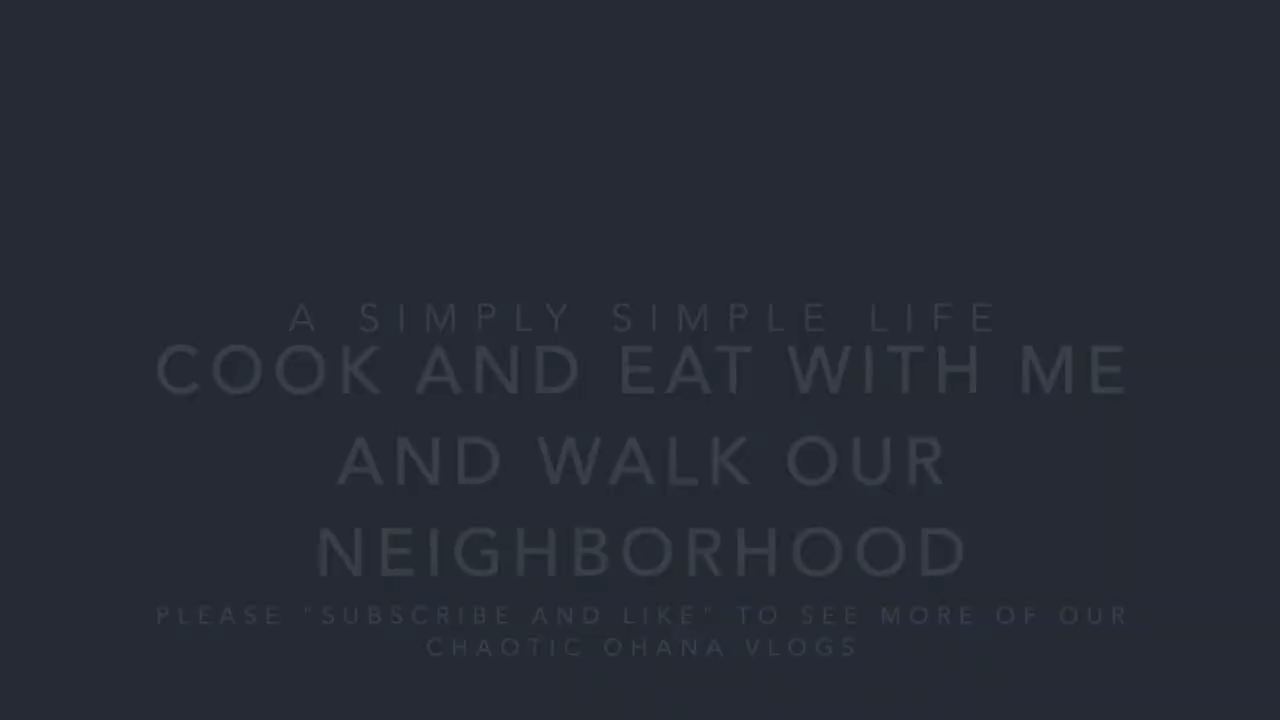 A SIMPLY SIMPLE LIFE
COOK AND EAT WITH ME
AND WALK OUR
NEIGHBORHOOD
PLEASE "SUBSCRIBE AND LIKE" TO SEE MORE OF OUR
CHAOTIC OHANA VLOGS